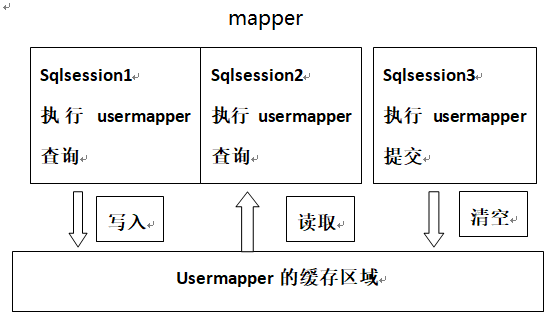 mapper
Sqlsession1
执行 usermapper
查询
Sqlsession2
执行 usermapper
查询
Sqlsession3
执行 usermapper
提交
写入
读取
清空
Usermapper 的缓存区域